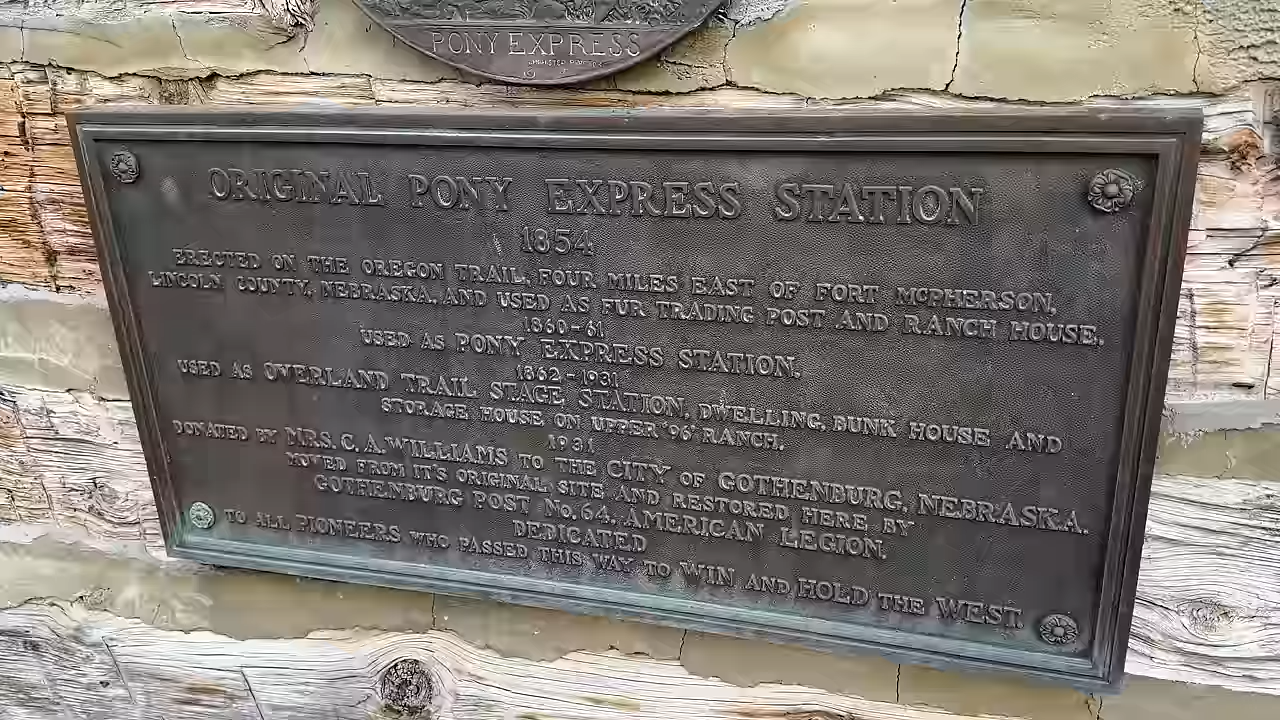 PONY EXPRESS
ORIGINAL PONY EXPRESS STATION
1854
ERECTED ON THE OREGON TRAIL, FOUR MILES EAST OF FORT MCPHERSON,
LINCOLN COUNTY, NEBRASKA, AND USED AS FUR TRADING POST AND RANCH HOUSE.
1860-61
USED AS PONY EXPRESS STATION.
1862-1931
USED AS OVERLAND TRAIL STAGE STATION, DWELLING, BUNK HOUSE AND
STORAGE HOUSE ON UPPER '96' RANCH.
1931
DONATED BY MRS. C. A. WILLIAMS TO THE CITY OF GOTHENBURG, NEBRASKA.
MOVED FROM IT'S ORIGINAL SITE AND RESTORED HERE BY
GOTHENBURG POST No. 64, AMERICAN LEGION.
DEDICATED
TO ALL PIONEERS WHO PASSED THIS WAY TO WIN AND HOLD THE WEST.